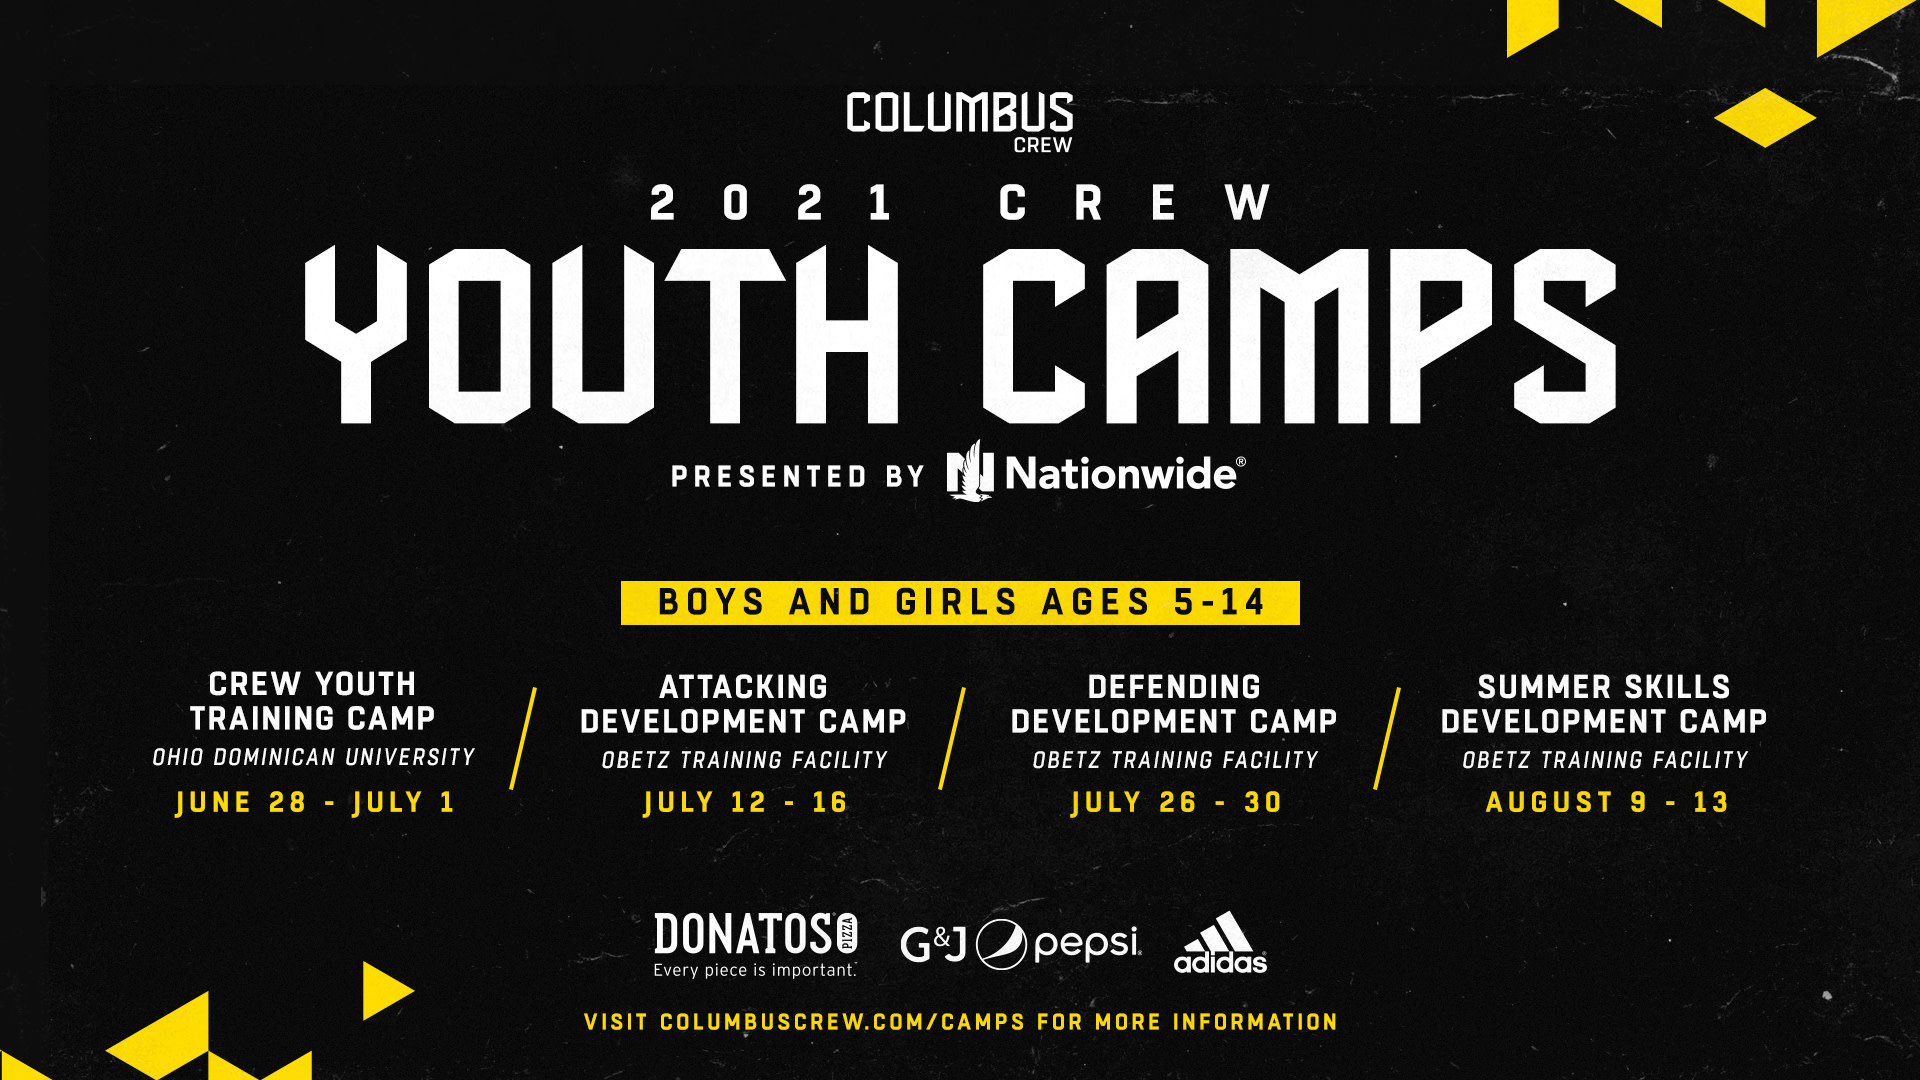 COLUMBUS
CREW
2021 CREW
YOUTH CAMPS
PRESENTED BY Nationwide®
BOYS AND GIRLS AGES 5-14
CREW YOUTH
TRAINING CAMP
OHIO DOMINICAN UNIVERSITY
JUNE 28 - JULY 1
ATTACKING
DEVELOPMENT CAMP
OBETZ TRAINING FACILITY
JULY 12 - 16
DEFENDING
DEVELOPMENT CAMP
OBETZ TRAINING FACILITY
JULY 26 - 30
SUMMER SKILLS
DEVELOPMENT CAMP
OBETZ TRAINING FACILITY
AUGUST 9 - 13
DONATOS PIZZA
Every piece is important.
G&J pepsi
adidas
VISIT COLUMBUSCREW.COM/CAMPS FOR MORE INFORMATION